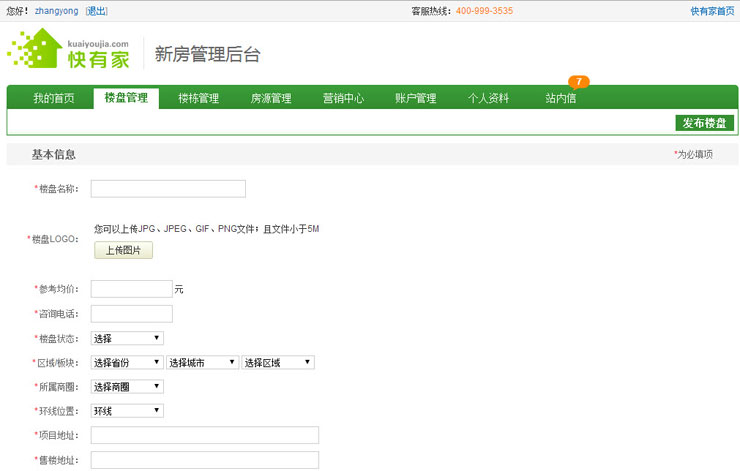 您好！ zhangyong [退出] 客服热线：400-999-3535 快有家首页
kuaiyoujia.com
快有家 新房管理后台
7
我的首页 楼盘管理 楼栋管理 房源管理 营销中心 账户管理 个人资料 站内信
发布楼盘
基本信息 *为必填项
*楼盘名称：
您可以上传JPG、JPEG、GIF、PNG文件；且文件小于5M
*楼盘LOGO：
上传图片
*参考均价： 元
*咨询电话：
*楼盘状态： 选择
*区域/板块： 选择省份 选择城市 选择区域
*所属商圈： 选择商圈
*环线位置： 环线
*项目地址：
*售楼地址：